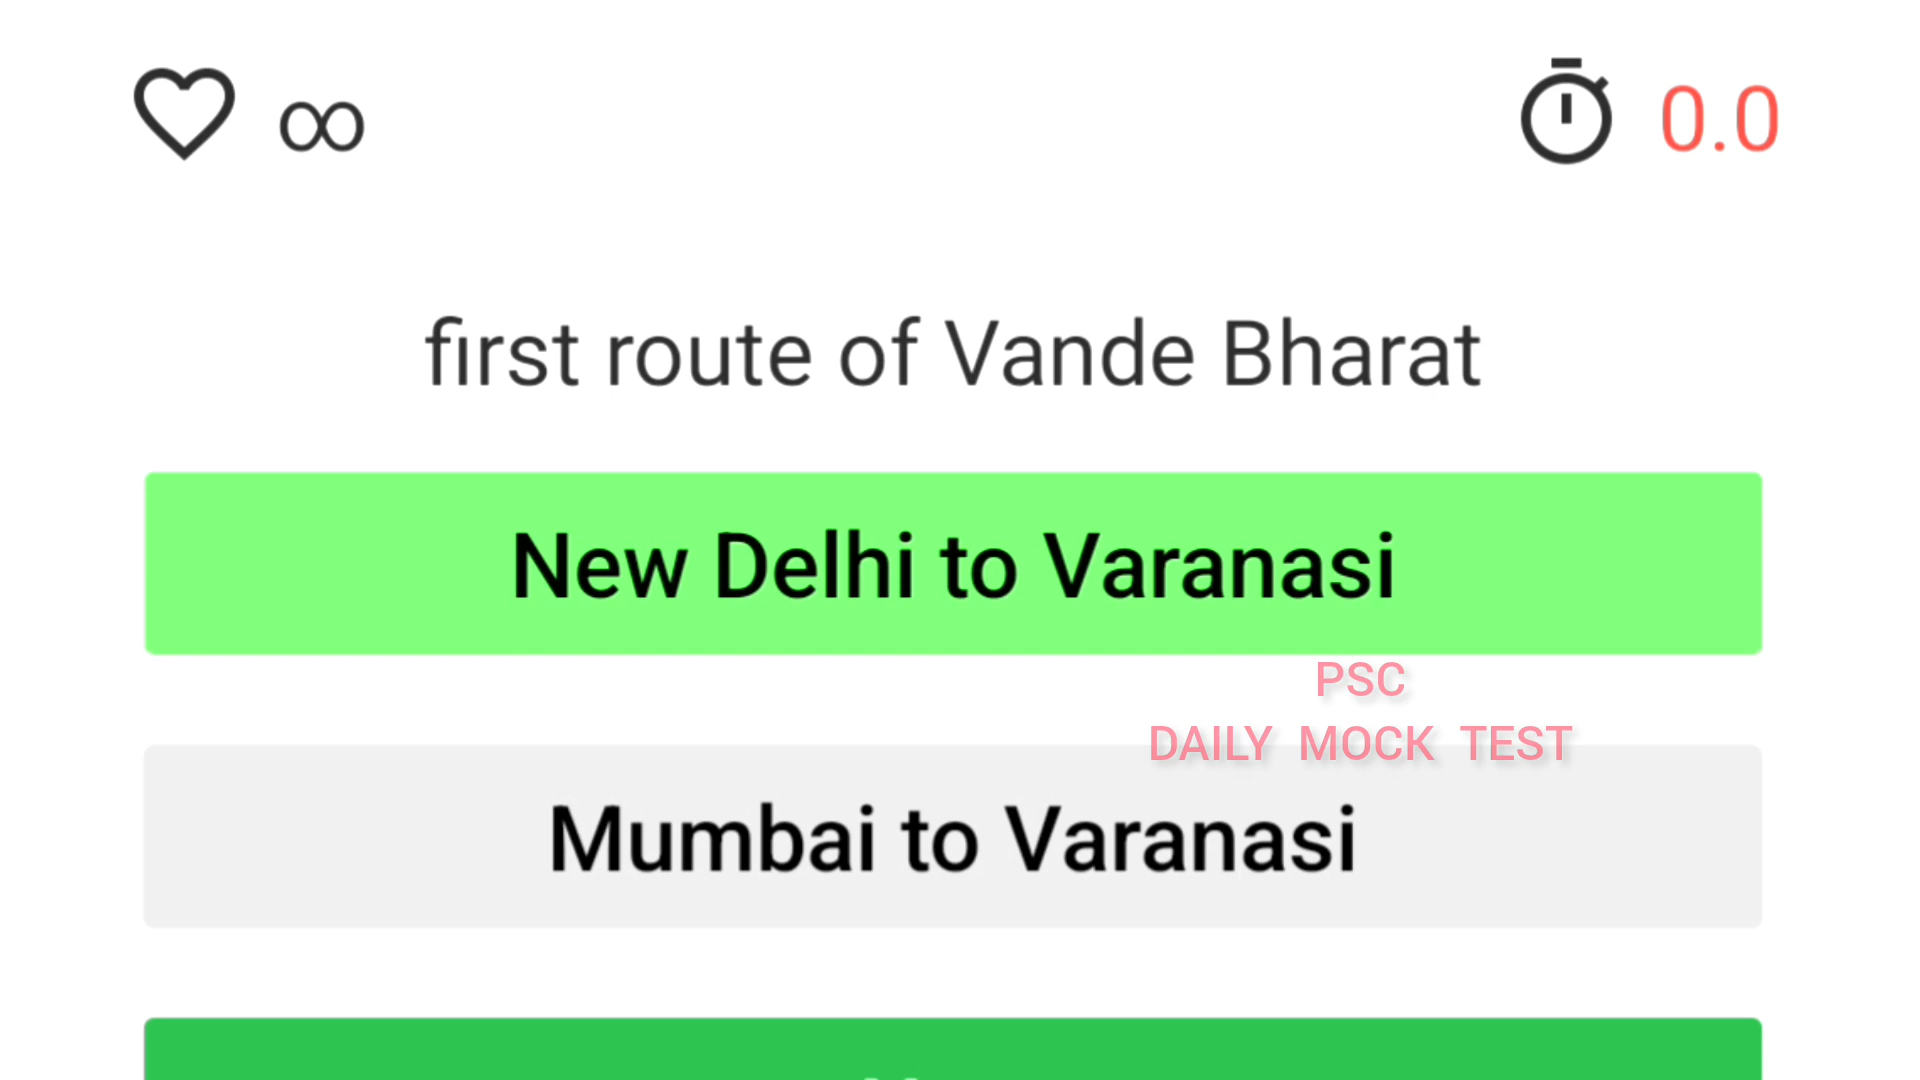 ∞
0.0
first route of Vande Bharat
New Delhi to Varanasi
PSC
DAILY MOCK TEST
Mumbai to Varanasi